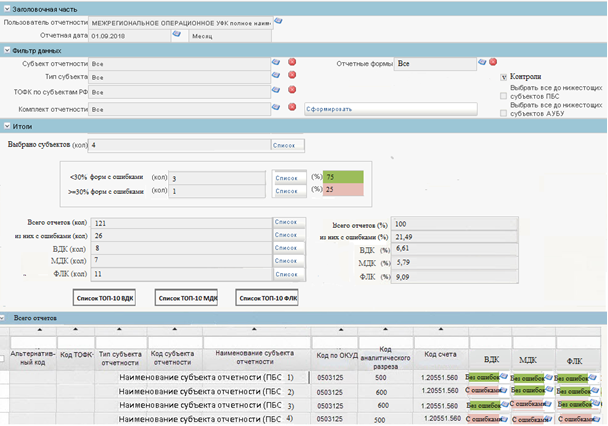 Заголовочная часть
Пользователь отчетности МЕЖРЕГИОНАЛЬНОЕ ОПЕРАЦИОННОЕ УФК полное наиме
Отчетная дата 01.09.2018 Месяц
Фильтр данных
Субъект отчетности Все Отчетные формы Все
Тип субъекта Все Контроли
ТОФК по субъектам РФ Все Выбрать все до нижестоящих субъектов ПБС
Комплект отчетности Все Сформировать Выбрать все до нижестоящих субъектов АУБУ
Итоги
Выбрано субъектов (кол) 4 Список
<30% форм с ошибками (кол) 3 Список (%) 75
>=30% форм с ошибками (кол) 1 Список (%) 25
Всего отчетов (кол) 121 Список Всего отчетов (%) 100
из них с ошибками (кол) 26 Список из них с ошибками (%) 21,49
ВДК (кол) 8 Список ВДК (%) 6,61
МДК (кол) 7 Список МДК (%) 5,79
ФЛК (кол) 11 Список ФЛК (%) 9,09
Список ТОП-10 ВДК Список ТОП-10 МДК Список ТОП-10 ФЛК
Всего отчетов
Альтернатив-ный код Код ТОФК- Тип субъекта отчетности Код субъекта отчетности Наименование субъекта отчетности Код по ОКУД Код аналитического разреза Код счета ВДК МДК ФЛК
Наименование субъекта отчетности (ПБС 1) 0503125 500 1.20551.560 Без ошибок Без ошибок Без ошибок
Наименование субъекта отчетности (ПБС 2) 0503125 600 1.20551.560 С ошибками Без ошибок Без ошибок
Наименование субъекта отчетности (ПБС 3) 0503125 600 1.20551.560 Без ошибок С ошибками Без ошибок
Наименование субъекта отчетности (ПБС 4) 0503125 500 1.20551.560 С ошибками С ошибками С ошибками